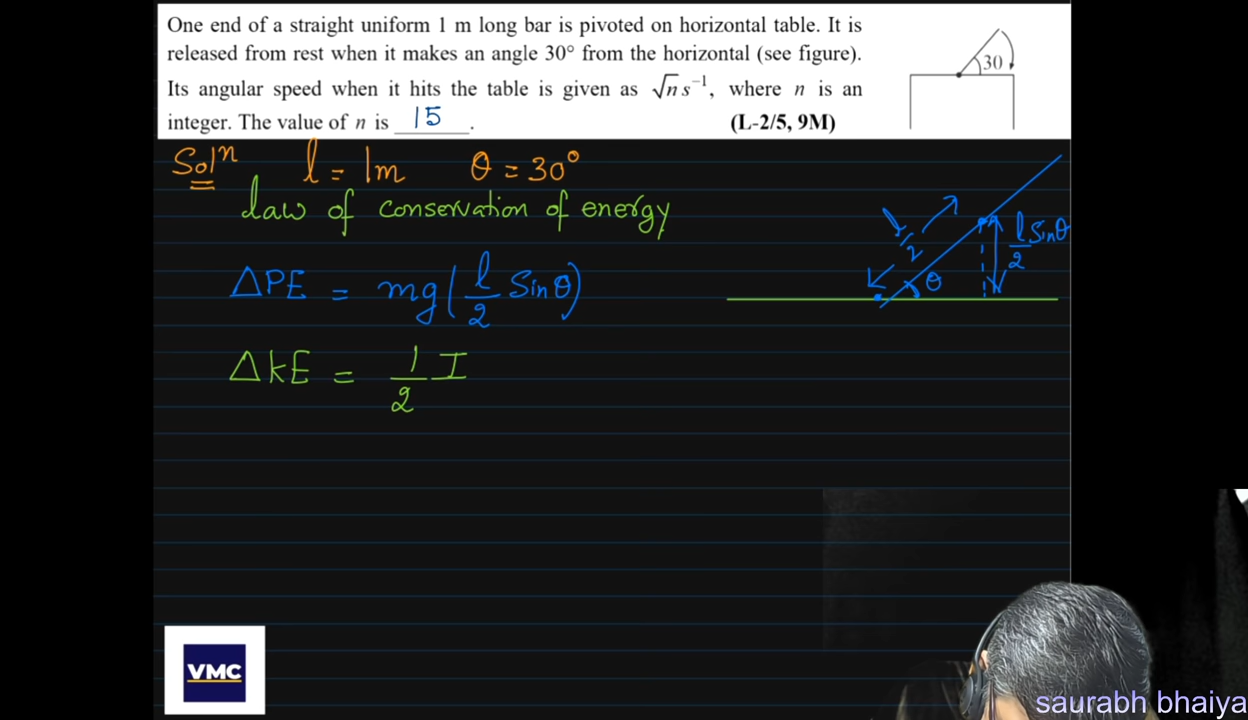 One end of a straight uniform 1 m long bar is pivoted on horizontal table. It is
released from rest when it makes an angle 30° from the horizontal (see figure).
Its angular speed when it hits the table is given as √n s⁻¹, where n is an
integer. The value of n is 15.
(L-2/5, 9M)
30
Solⁿ l = 1m θ = 30°
Law of conservation of energy
ΔPE = mg(l/2 Sinθ)
ΔKE = 1/2 I
l/2
θ
l/2 Sinθ
VMC
saurabh bhaiya